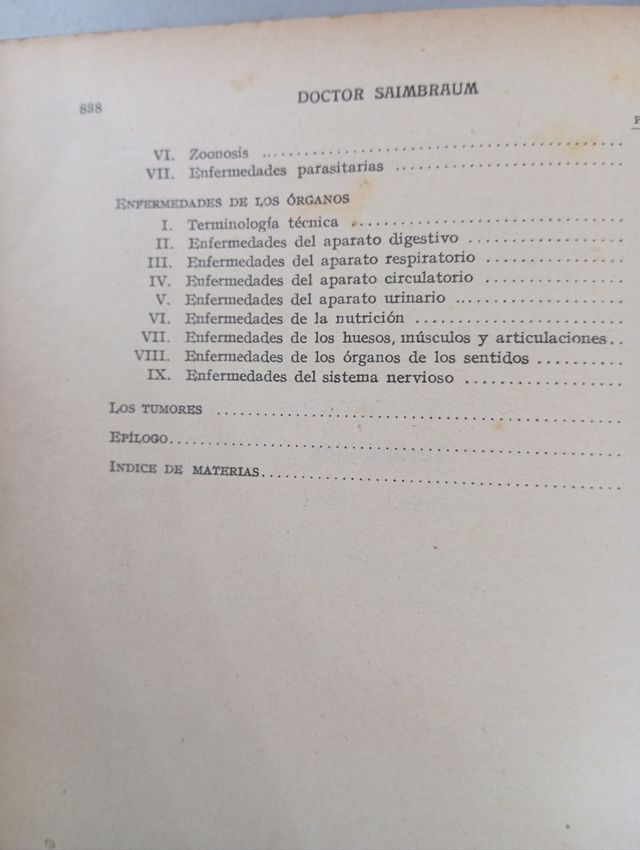 838
DOCTOR SAIMBRAUM
P
VI. Zoonosis ........................................
VII. Enfermedades parasitarias ..........................
ENFERMEDADES DE LOS ÓRGANOS
I. Terminología técnica ................................
II. Enfermedades del aparato digestivo ..................
III. Enfermedades del aparato respiratorio ................
IV. Enfermedades del aparato circulatorio ................
V. Enfermedades del aparato urinario ...................
VI. Enfermedades de la nutrición .......................
VII. Enfermedades de los huesos, músculos y articulaciones..
VIII. Enfermedades de los órganos de los sentidos ..........
IX. Enfermedades del sistema nervioso ..................
LOS TUMORES ..............................................
EPÍLOGO..................................................
INDICE DE MATERIAS.......................................